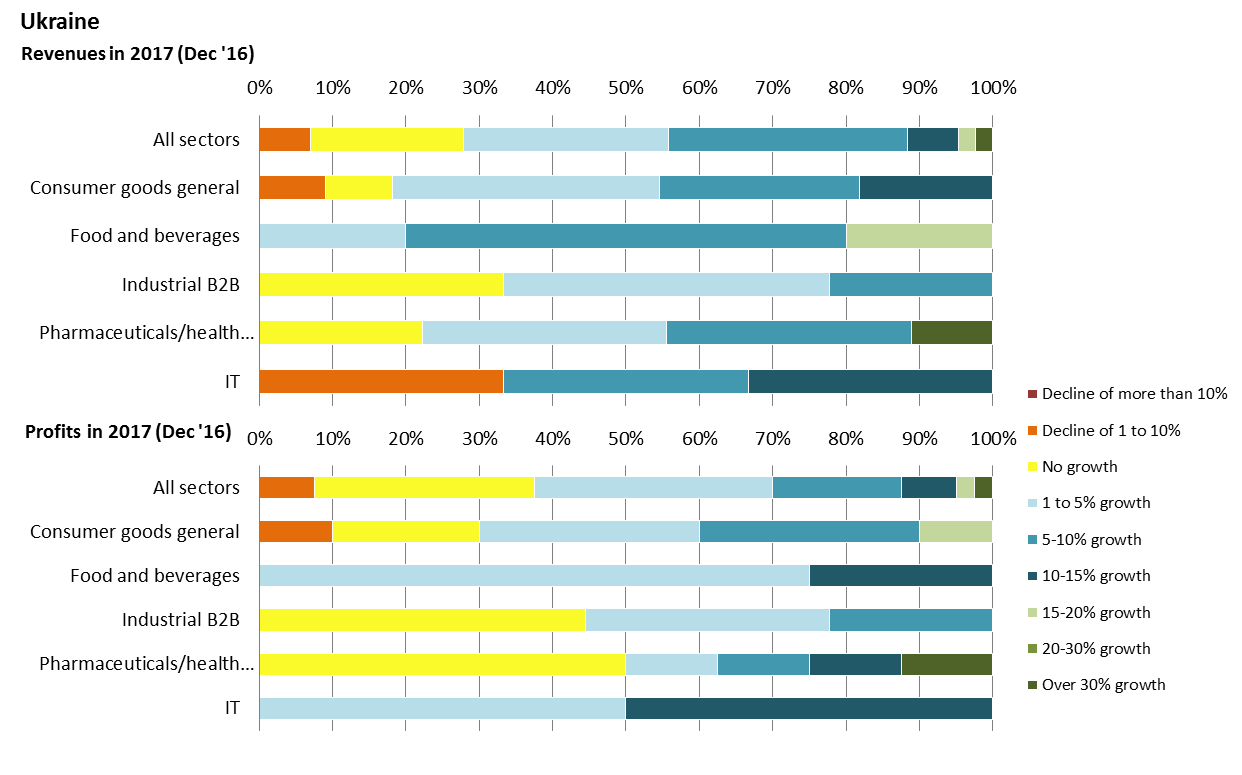 Ukraine
Revenues in 2017 (Dec '16)
0% 10% 20% 30% 40% 50% 60% 70% 80% 90% 100%
All sectors
Consumer goods general
Food and beverages
Industrial B2B
Pharmaceuticals/health...
IT
Profits in 2017 (Dec '16)
0% 10% 20% 30% 40% 50% 60% 70% 80% 90% 100%
All sectors
Consumer goods general
Food and beverages
Industrial B2B
Pharmaceuticals/health...
IT
Decline of more than 10%
Decline of 1 to 10%
No growth
1 to 5% growth
5-10% growth
10-15% growth
15-20% growth
20-30% growth
Over 30% growth